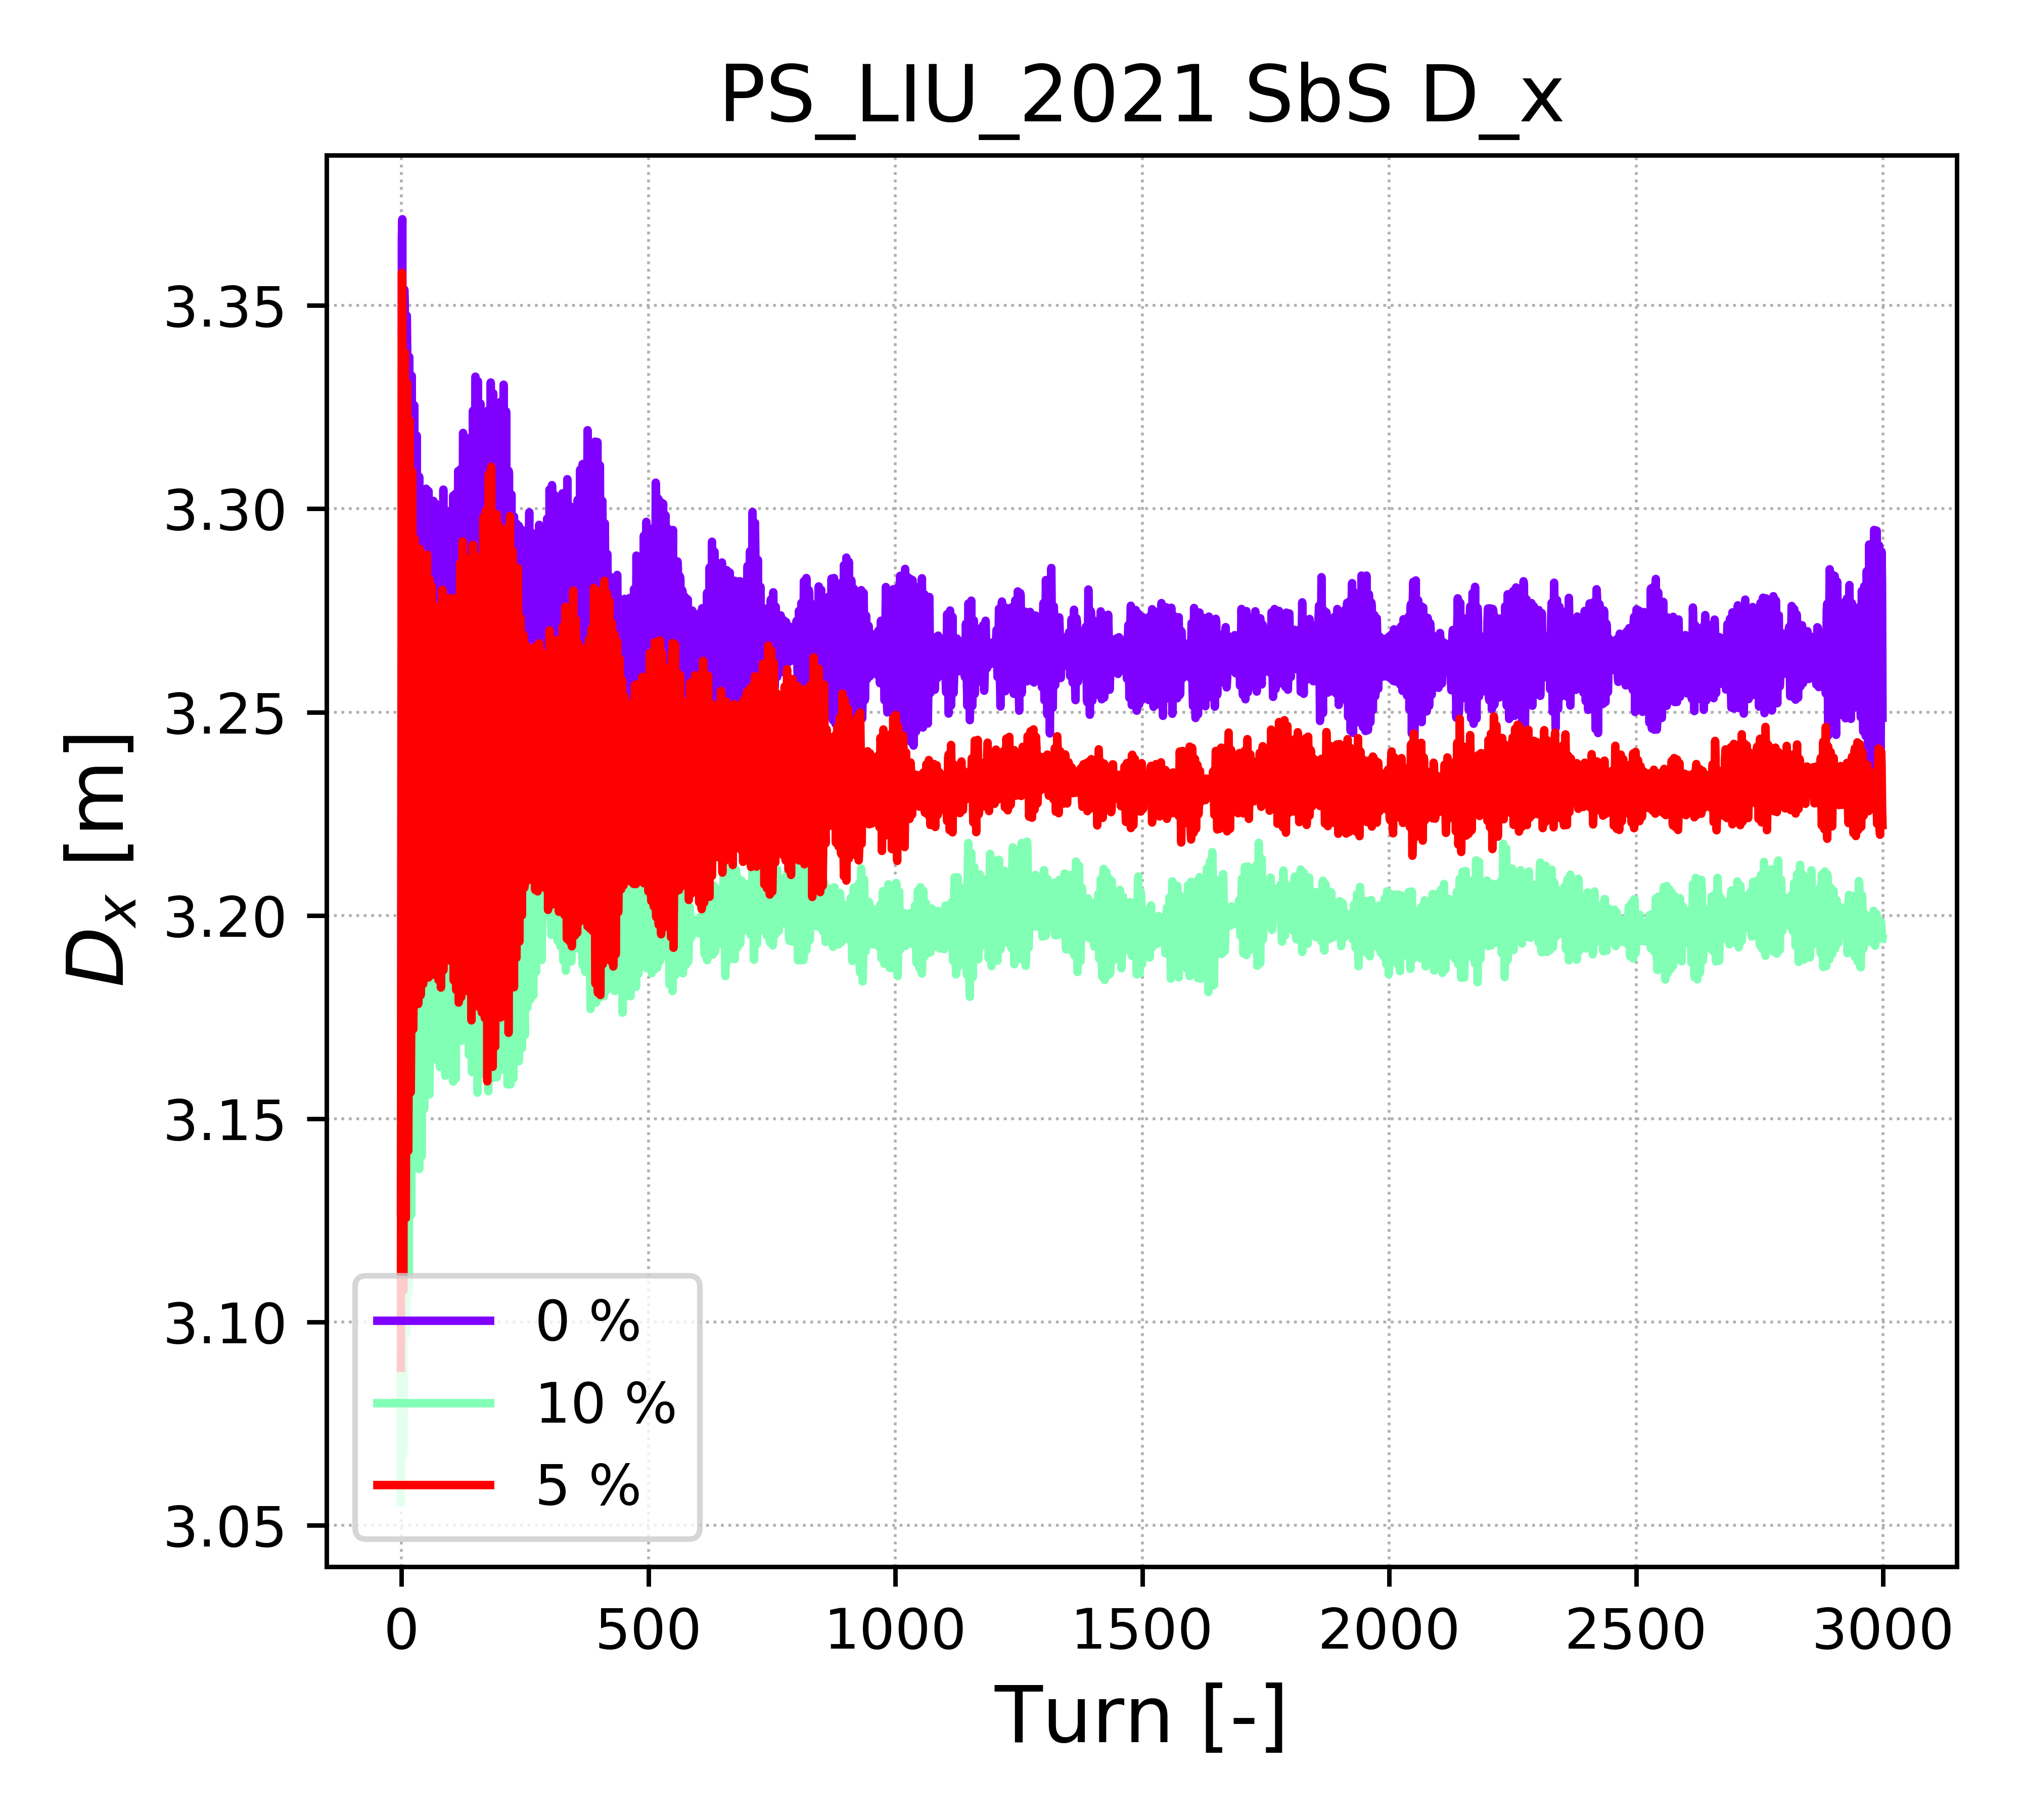 PS_LIU_2021 SbS D_x
D_x [m]
3.35
3.30
3.25
3.20
3.15
3.10
3.05
0 %
10 %
5 %
0 500 1000 1500 2000 2500 3000
Turn [-]